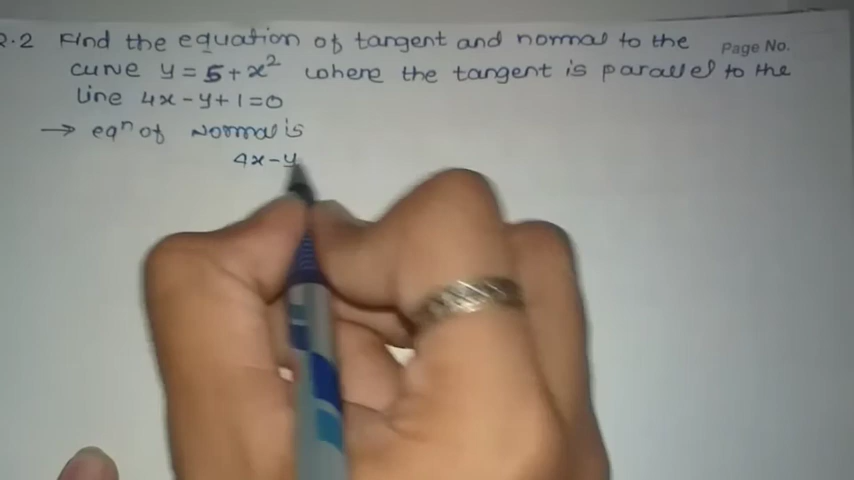 Q.2 Find the equation of tangent and normal to the Page No.
curve y = 5 + x² where the tangent is parallel to the
line 4x - y + 1 = 0
→ eqⁿ of Normal is
4x - y